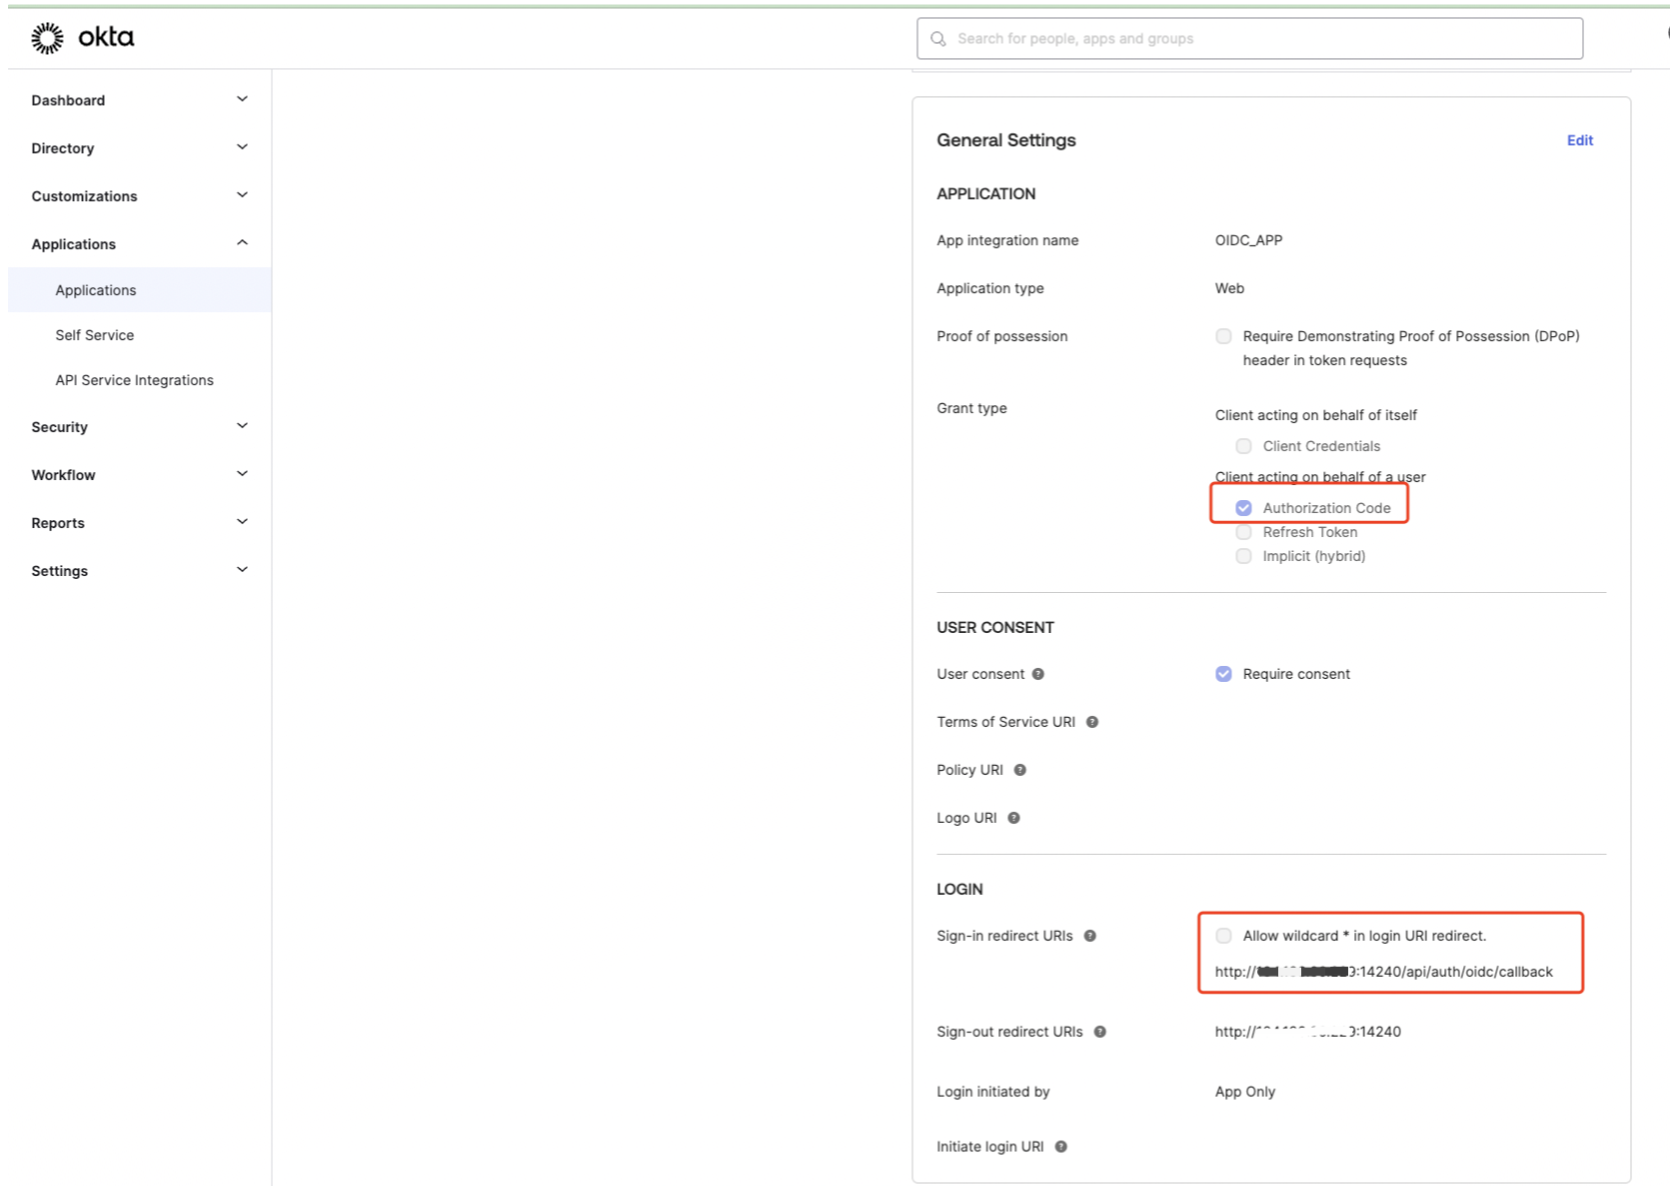 okta
Search for people, apps and groups
Dashboard
Directory
Customizations
Applications
Applications
Self Service
API Service Integrations
Security
Workflow
Reports
Settings
General Settings
Edit
APPLICATION
App integration name
OIDC_APP
Application type
Web
Proof of possession
Require Demonstrating Proof of Possession (DPoP)
header in token requests
Grant type
Client acting on behalf of itself
Client Credentials
Client acting on behalf of a user
Authorization Code
Refresh Token
Implicit (hybrid)
USER CONSENT
User consent
Require consent
Terms of Service URI
Policy URI
Logo URI
LOGIN
Sign-in redirect URIs
Allow wildcard * in login URI redirect.
http:// :14240/api/auth/oidc/callback
Sign-out redirect URIs
http:// :14240
Login initiated by
App Only
Initiate login URI